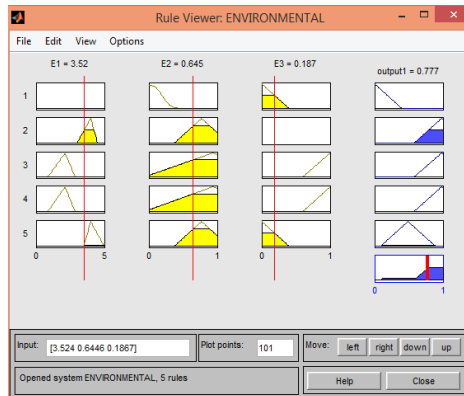 Rule Viewer: ENVIRONMENTAL
File Edit View Options
E1 = 3.52 E2 = 0.645 E3 = 0.187 output1 = 0.777
1
2
3
4
5
0 5 0 1 0 1
0 1
Input: [3.524 0.6446 0.1867] Plot points: 101 Move: left right down up
Opened system ENVIRONMENTAL, 5 rules Help Close